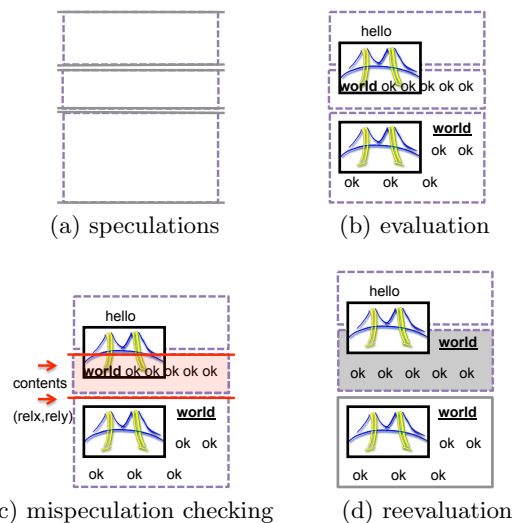 hello
world ok ok ok ok ok
world
ok ok
ok ok ok
(a) speculations
(b) evaluation
hello
world ok ok ok ok ok
contents
(relx,rely)
world
ok ok
ok ok ok
hello
world
ok ok ok ok ok
world
ok ok
ok ok ok
c) mispeculation checking
(d) reevaluation